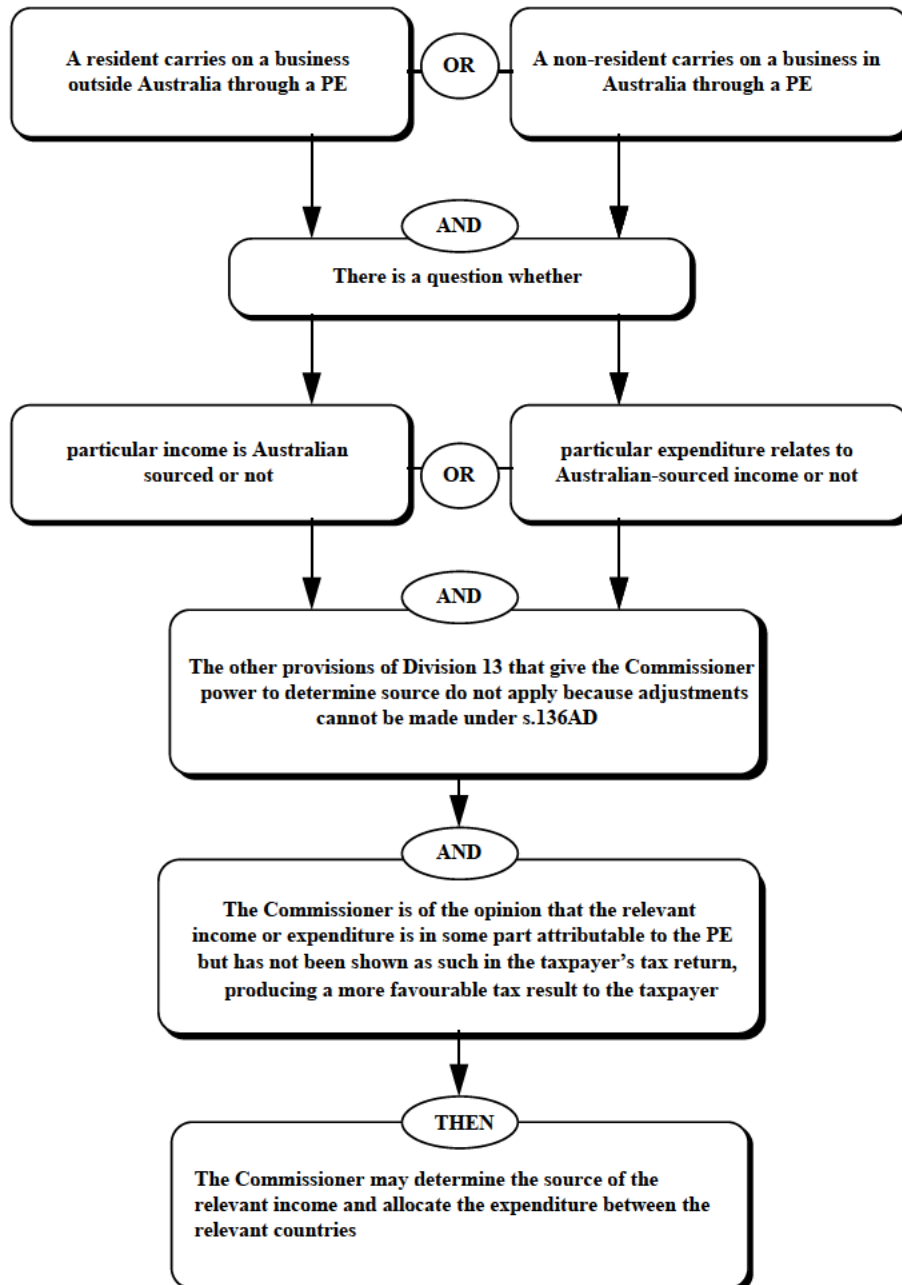 A resident carries on a business
outside Australia through a PE
OR
A non-resident carries on a business in
Australia through a PE
AND
There is a question whether
particular income is Australian
sourced or not
OR
particular expenditure relates to
Australian-sourced income or not
AND
The other provisions of Division 13 that give the Commissioner
power to determine source do not apply because adjustments
cannot be made under s.136AD
AND
The Commissioner is of the opinion that the relevant
income or expenditure is in some part attributable to the PE
but has not been shown as such in the taxpayer's tax return,
producing a more favourable tax result to the taxpayer
THEN
The Commissioner may determine the source of the
relevant income and allocate the expenditure between the
relevant countries